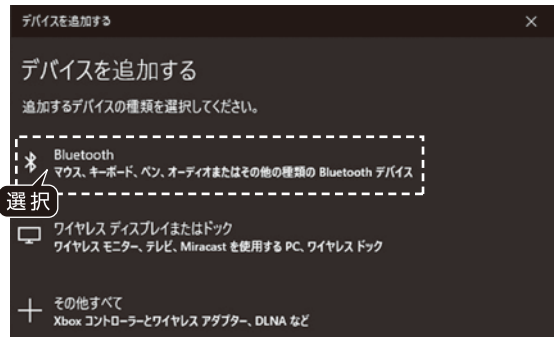 デバイスを追加する
デバイスを追加する
追加するデバイスの種類を選択してください。
Bluetooth
マウス、キーボード、ペン、オーディオまたはその他の種類の Bluetooth デバイス
選択
ワイヤレス ディスプレイまたはドック
ワイヤレス モニター、テレビ、Miracast を使用する PC、ワイヤレス ドック
その他すべて
Xbox コントローラーとワイヤレス アダプター、DLNA など